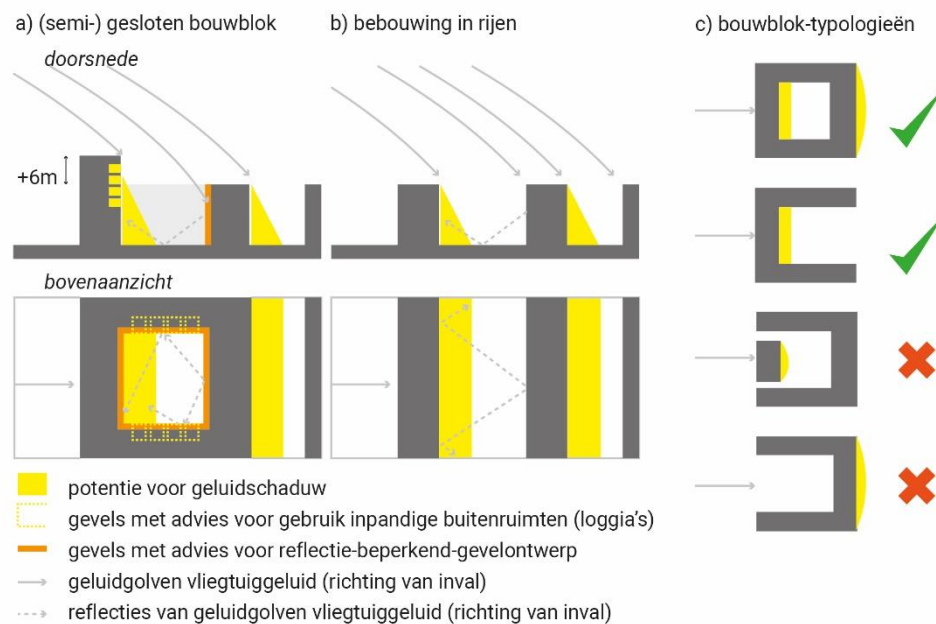 a) (semi-) gesloten bouwblok
doorsnede
+6m
bovenaanzicht
b) bebouwing in rijen
c) bouwblok-typologieën
potentie voor geluidschaduw
gevels met advies voor gebruik inpandige buitenruimten (loggia's)
gevels met advies voor reflectie-beperkend-gevelontwerp
geluidgolven vliegtuiggeluid (richting van inval)
reflecties van geluidgolven vliegtuiggeluid (richting van inval)